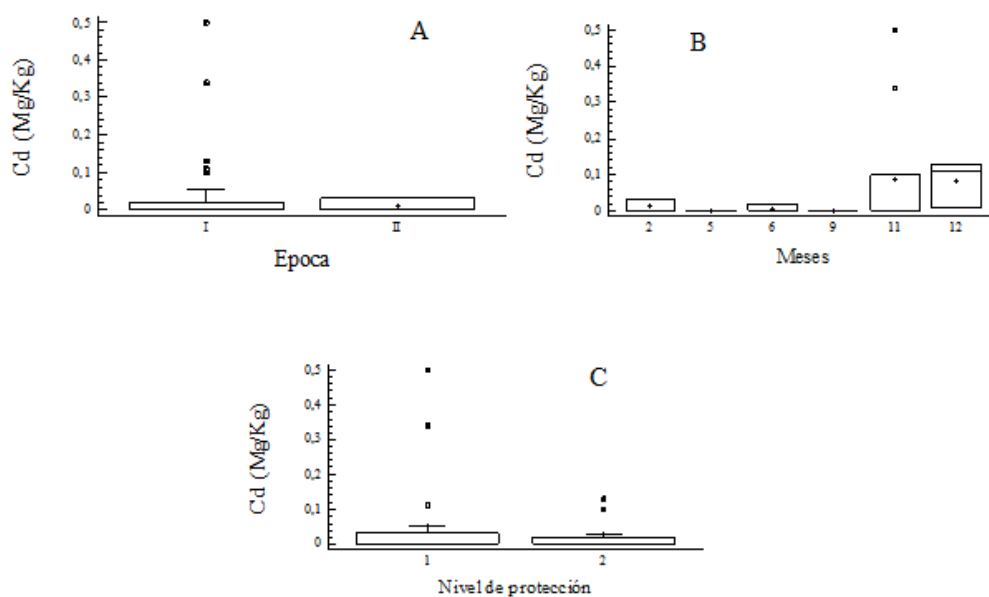 A
Cd (Mg/Kg)
0,5
0,4
0,3
0,2
0,1
0
I
II
Epoca
B
Cd (Mg/Kg)
0,5
0,4
0,3
0,2
0,1
0
2
5
6
9
11
12
Meses
C
Cd (Mg/Kg)
0,5
0,4
0,3
0,2
0,1
0
1
2
Nivel de protección